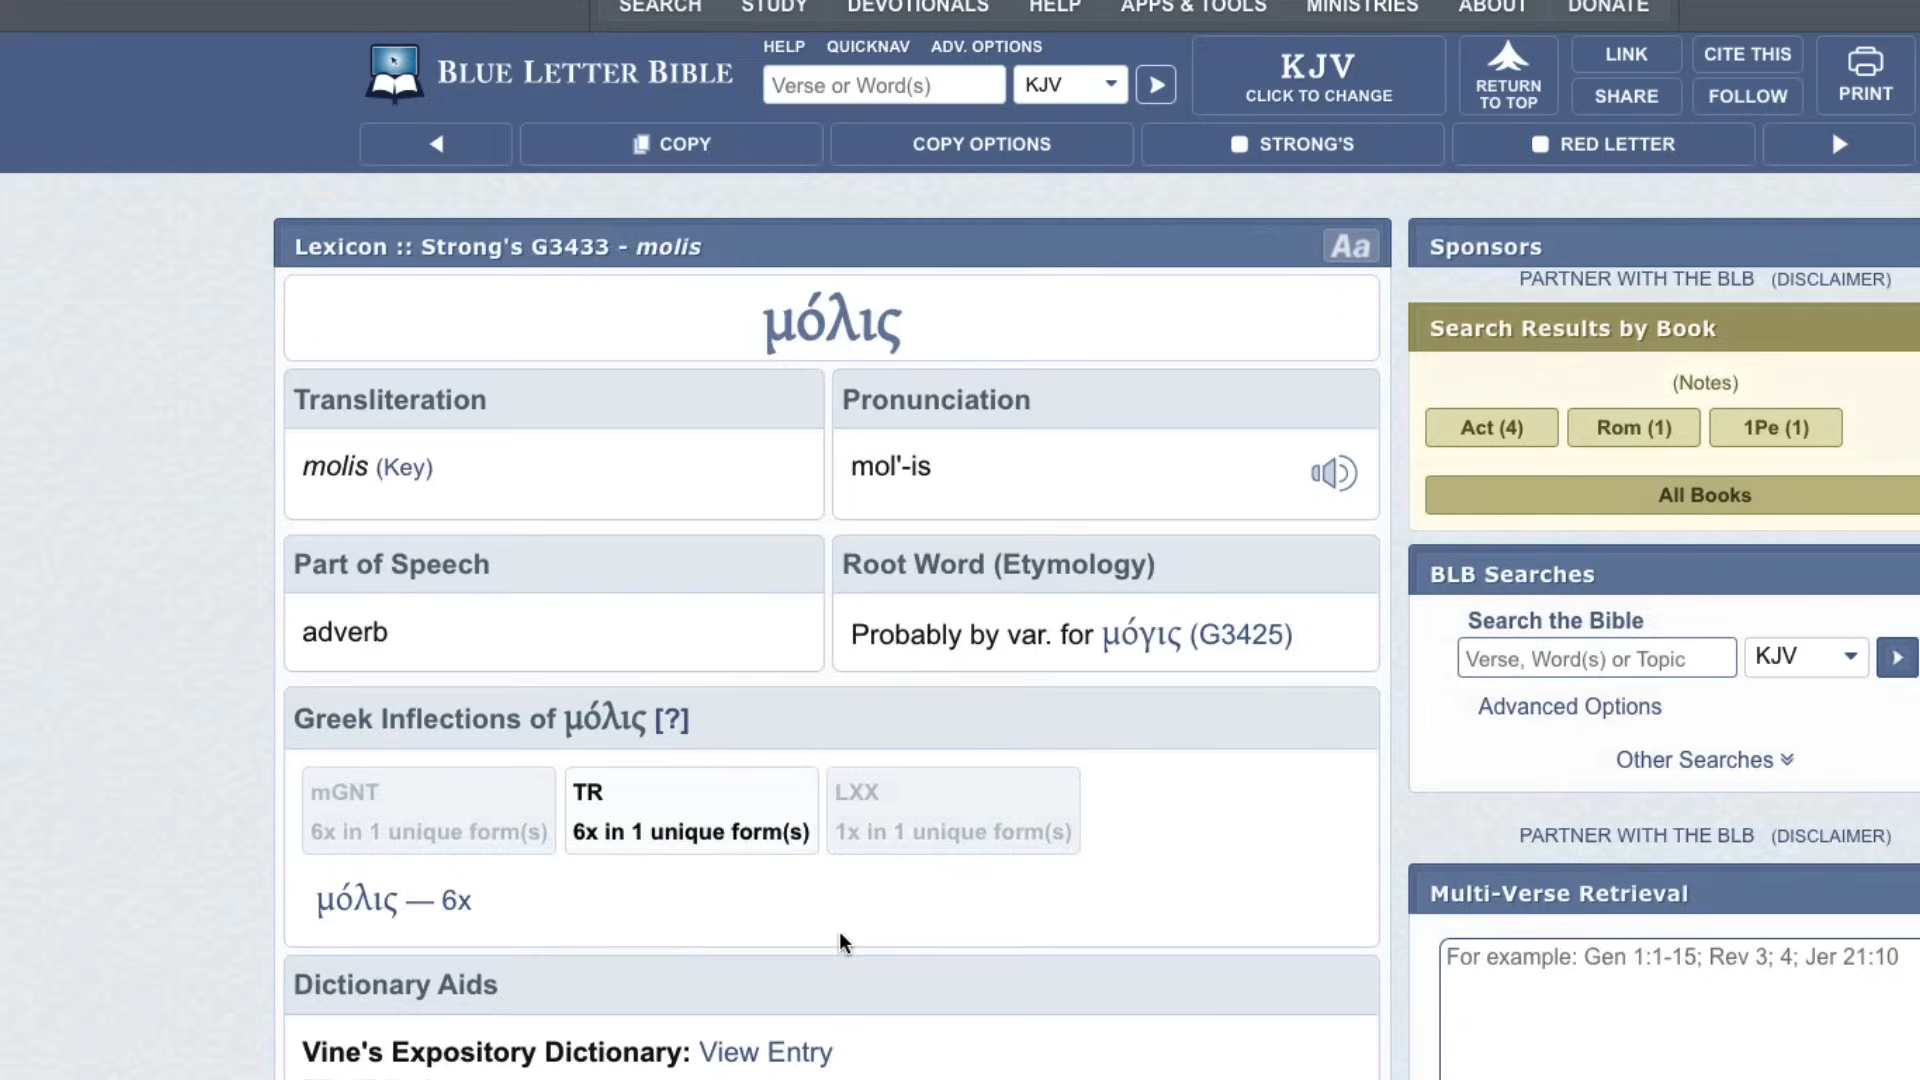 SEARCH STUDY DEVOTIONALS HELP APPS & TOOLS MINISTRIES ABOUT DONATE
BLUE LETTER BIBLE
HELP QUICKNAV ADV. OPTIONS
Verse or Word(s) KJV
KJV
CLICK TO CHANGE
RETURN
TO TOP
LINK CITE THIS
SHARE FOLLOW
PRINT
COPY COPY OPTIONS STRONG'S RED LETTER
Lexicon :: Strong's G3433 - molis Aa
μόλις
Transliteration
molis (Key)
Pronunciation
mol'-is
Part of Speech
adverb
Root Word (Etymology)
Probably by var. for μόγις (G3425)
Greek Inflections of μόλις [?]
mGNT
6x in 1 unique form(s)
TR
6x in 1 unique form(s)
LXX
1x in 1 unique form(s)
μόλις — 6x
Dictionary Aids
Vine's Expository Dictionary: View Entry
Sponsors
PARTNER WITH THE BLB (DISCLAIMER)
Search Results by Book
(Notes)
Act (4) Rom (1) 1Pe (1)
All Books
BLB Searches
Search the Bible
Verse, Word(s) or Topic KJV
Advanced Options
Other Searches
PARTNER WITH THE BLB (DISCLAIMER)
Multi-Verse Retrieval
For example: Gen 1:1-15; Rev 3; 4; Jer 21:10